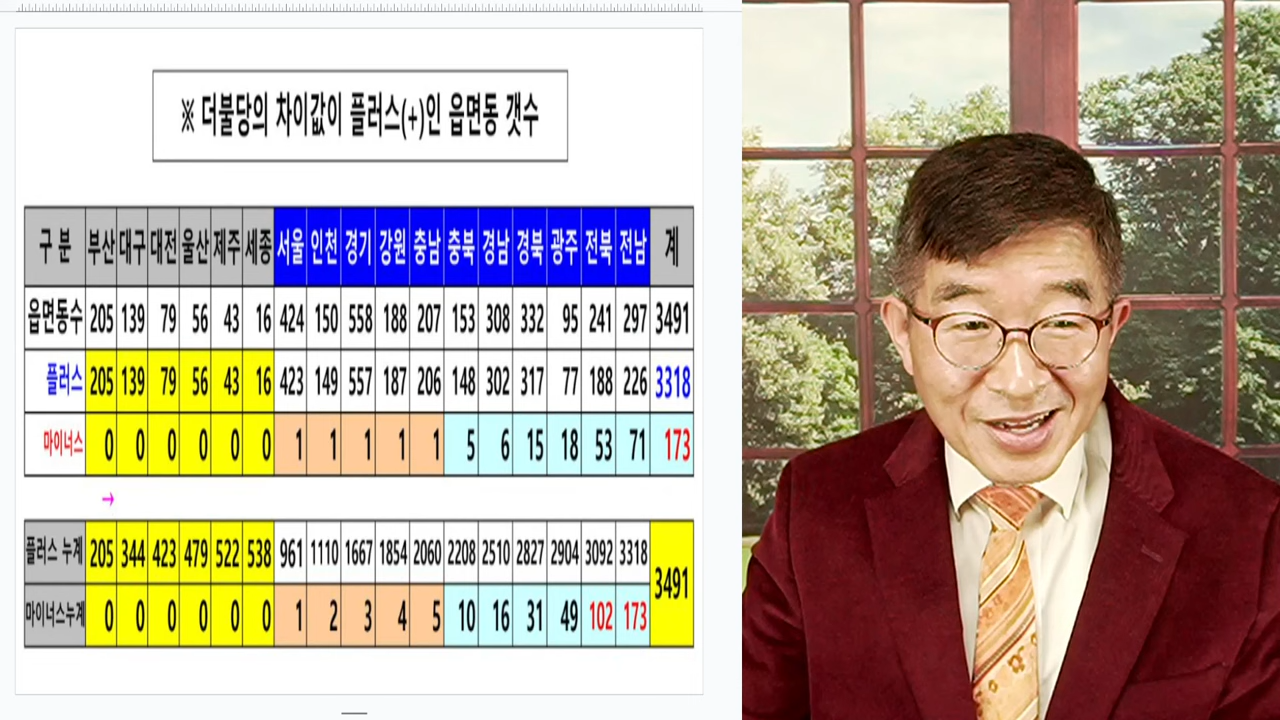 ※ 더불당의 차이값이 플러스(+)인 읍면동 갯수
구 분 부산 대구 대전 울산 제주 세종 서울 인천 경기 강원 충남 충북 경남 경북 광주 전북 전남 계
읍면동수 205 139 79 56 43 16 424 150 558 188 207 153 308 332 95 241 297 3491
플러스 205 139 79 56 43 16 423 149 557 187 206 148 302 317 77 188 226 3318
마이너스 0 0 0 0 0 0 1 1 1 1 1 5 6 15 18 53 71 173
→
플러스 누계 205 344 423 479 522 538 961 1110 1667 1854 2060 2208 2510 2827 2904 3092 3318 3491
마이너스누계 0 0 0 0 0 0 1 2 3 4 5 10 16 31 49 102 173